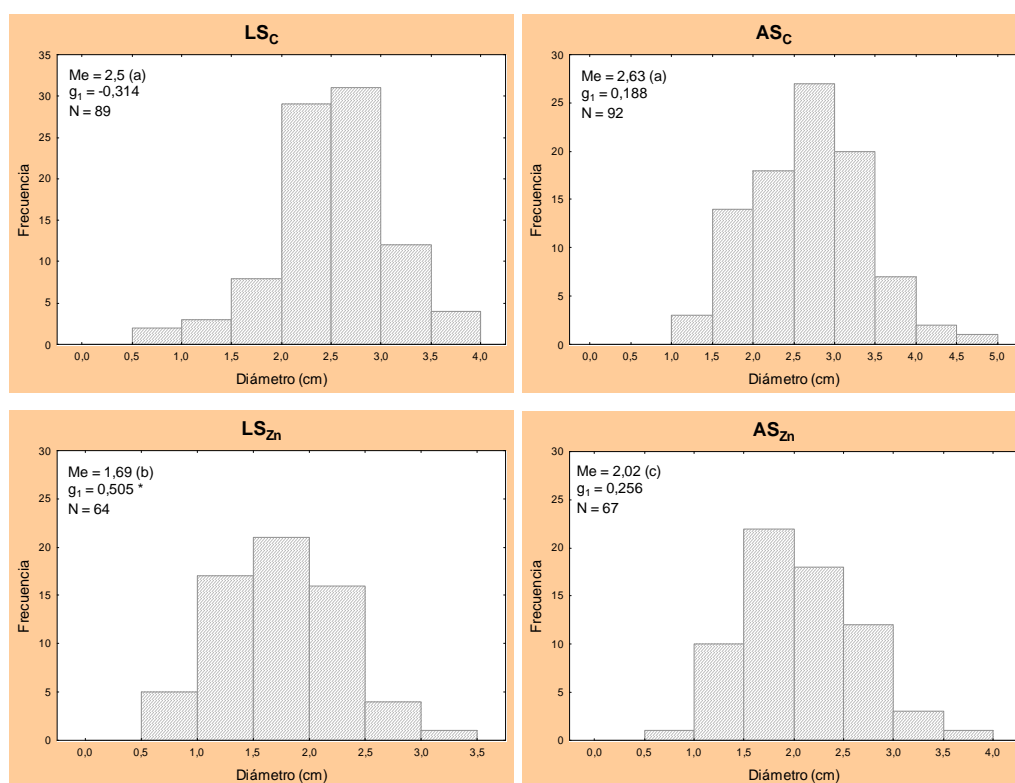 LS_C
Me = 2,5 (a)
g₁ = -0,314
N = 89
Frecuencia
35
30
25
20
15
10
5
0
0,0 0,5 1,0 1,5 2,0 2,5 3,0 3,5 4,0
Diámetro (cm)
AS_C
Me = 2,63 (a)
g₁ = 0,188
N = 92
Frecuencia
30
25
20
15
10
5
0
0,0 0,5 1,0 1,5 2,0 2,5 3,0 3,5 4,0 4,5 5,0
Diámetro (cm)
LS_Zn
Me = 1,69 (b)
g₁ = 0,505 *
N = 64
Frecuencia
30
25
20
15
10
5
0
0,0 0,5 1,0 1,5 2,0 2,5 3,0 3,5
Diámetro (cm)
AS_Zn
Me = 2,02 (c)
g₁ = 0,256
N = 67
Frecuencia
30
25
20
15
10
5
0
0,0 0,5 1,0 1,5 2,0 2,5 3,0 3,5 4,0
Diámetro (cm)